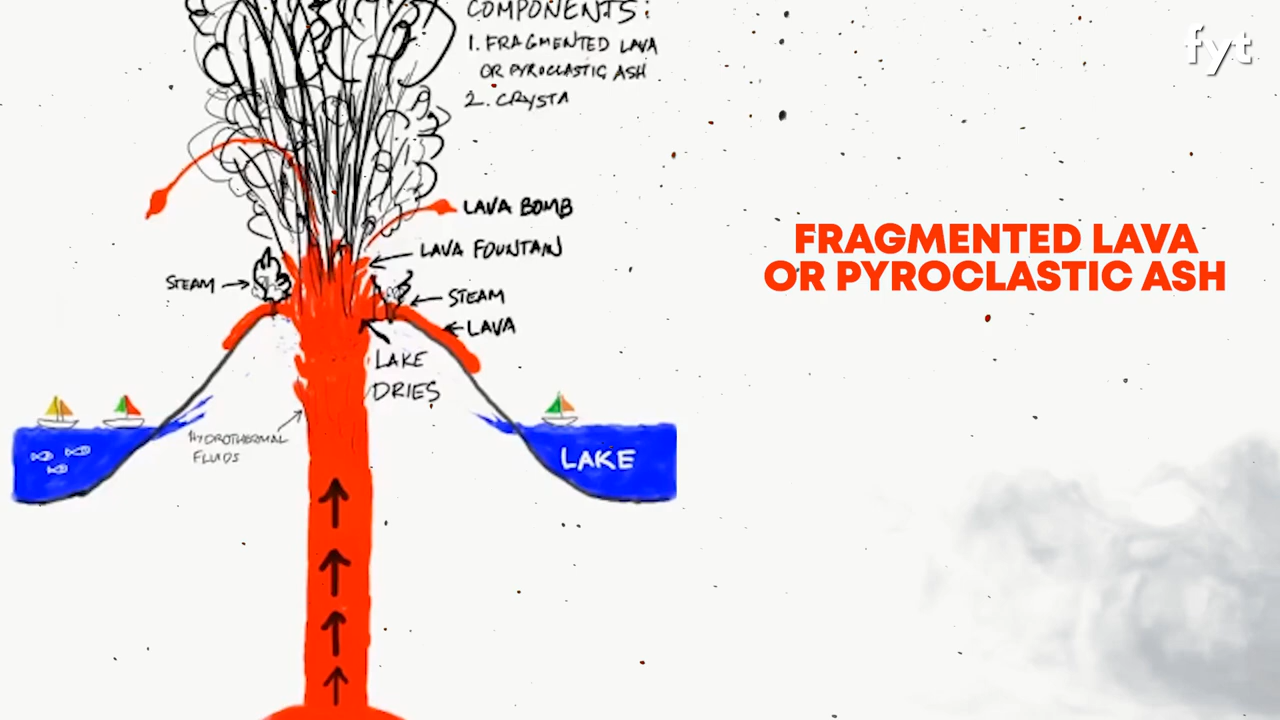 COMPONENTS:
1. FRAGMENTED LAVA
OR PYROCLASTIC ASH
2. CRYSTA
fyt
LAVA BOMB
FRAGMENTED LAVA
OR PYROCLASTIC ASH
LAVA FOUNTAIN
STEAM
STEAM
LAVA
LAKE
DRIES
HYDROTHERMAL
FLUIDS
LAKE